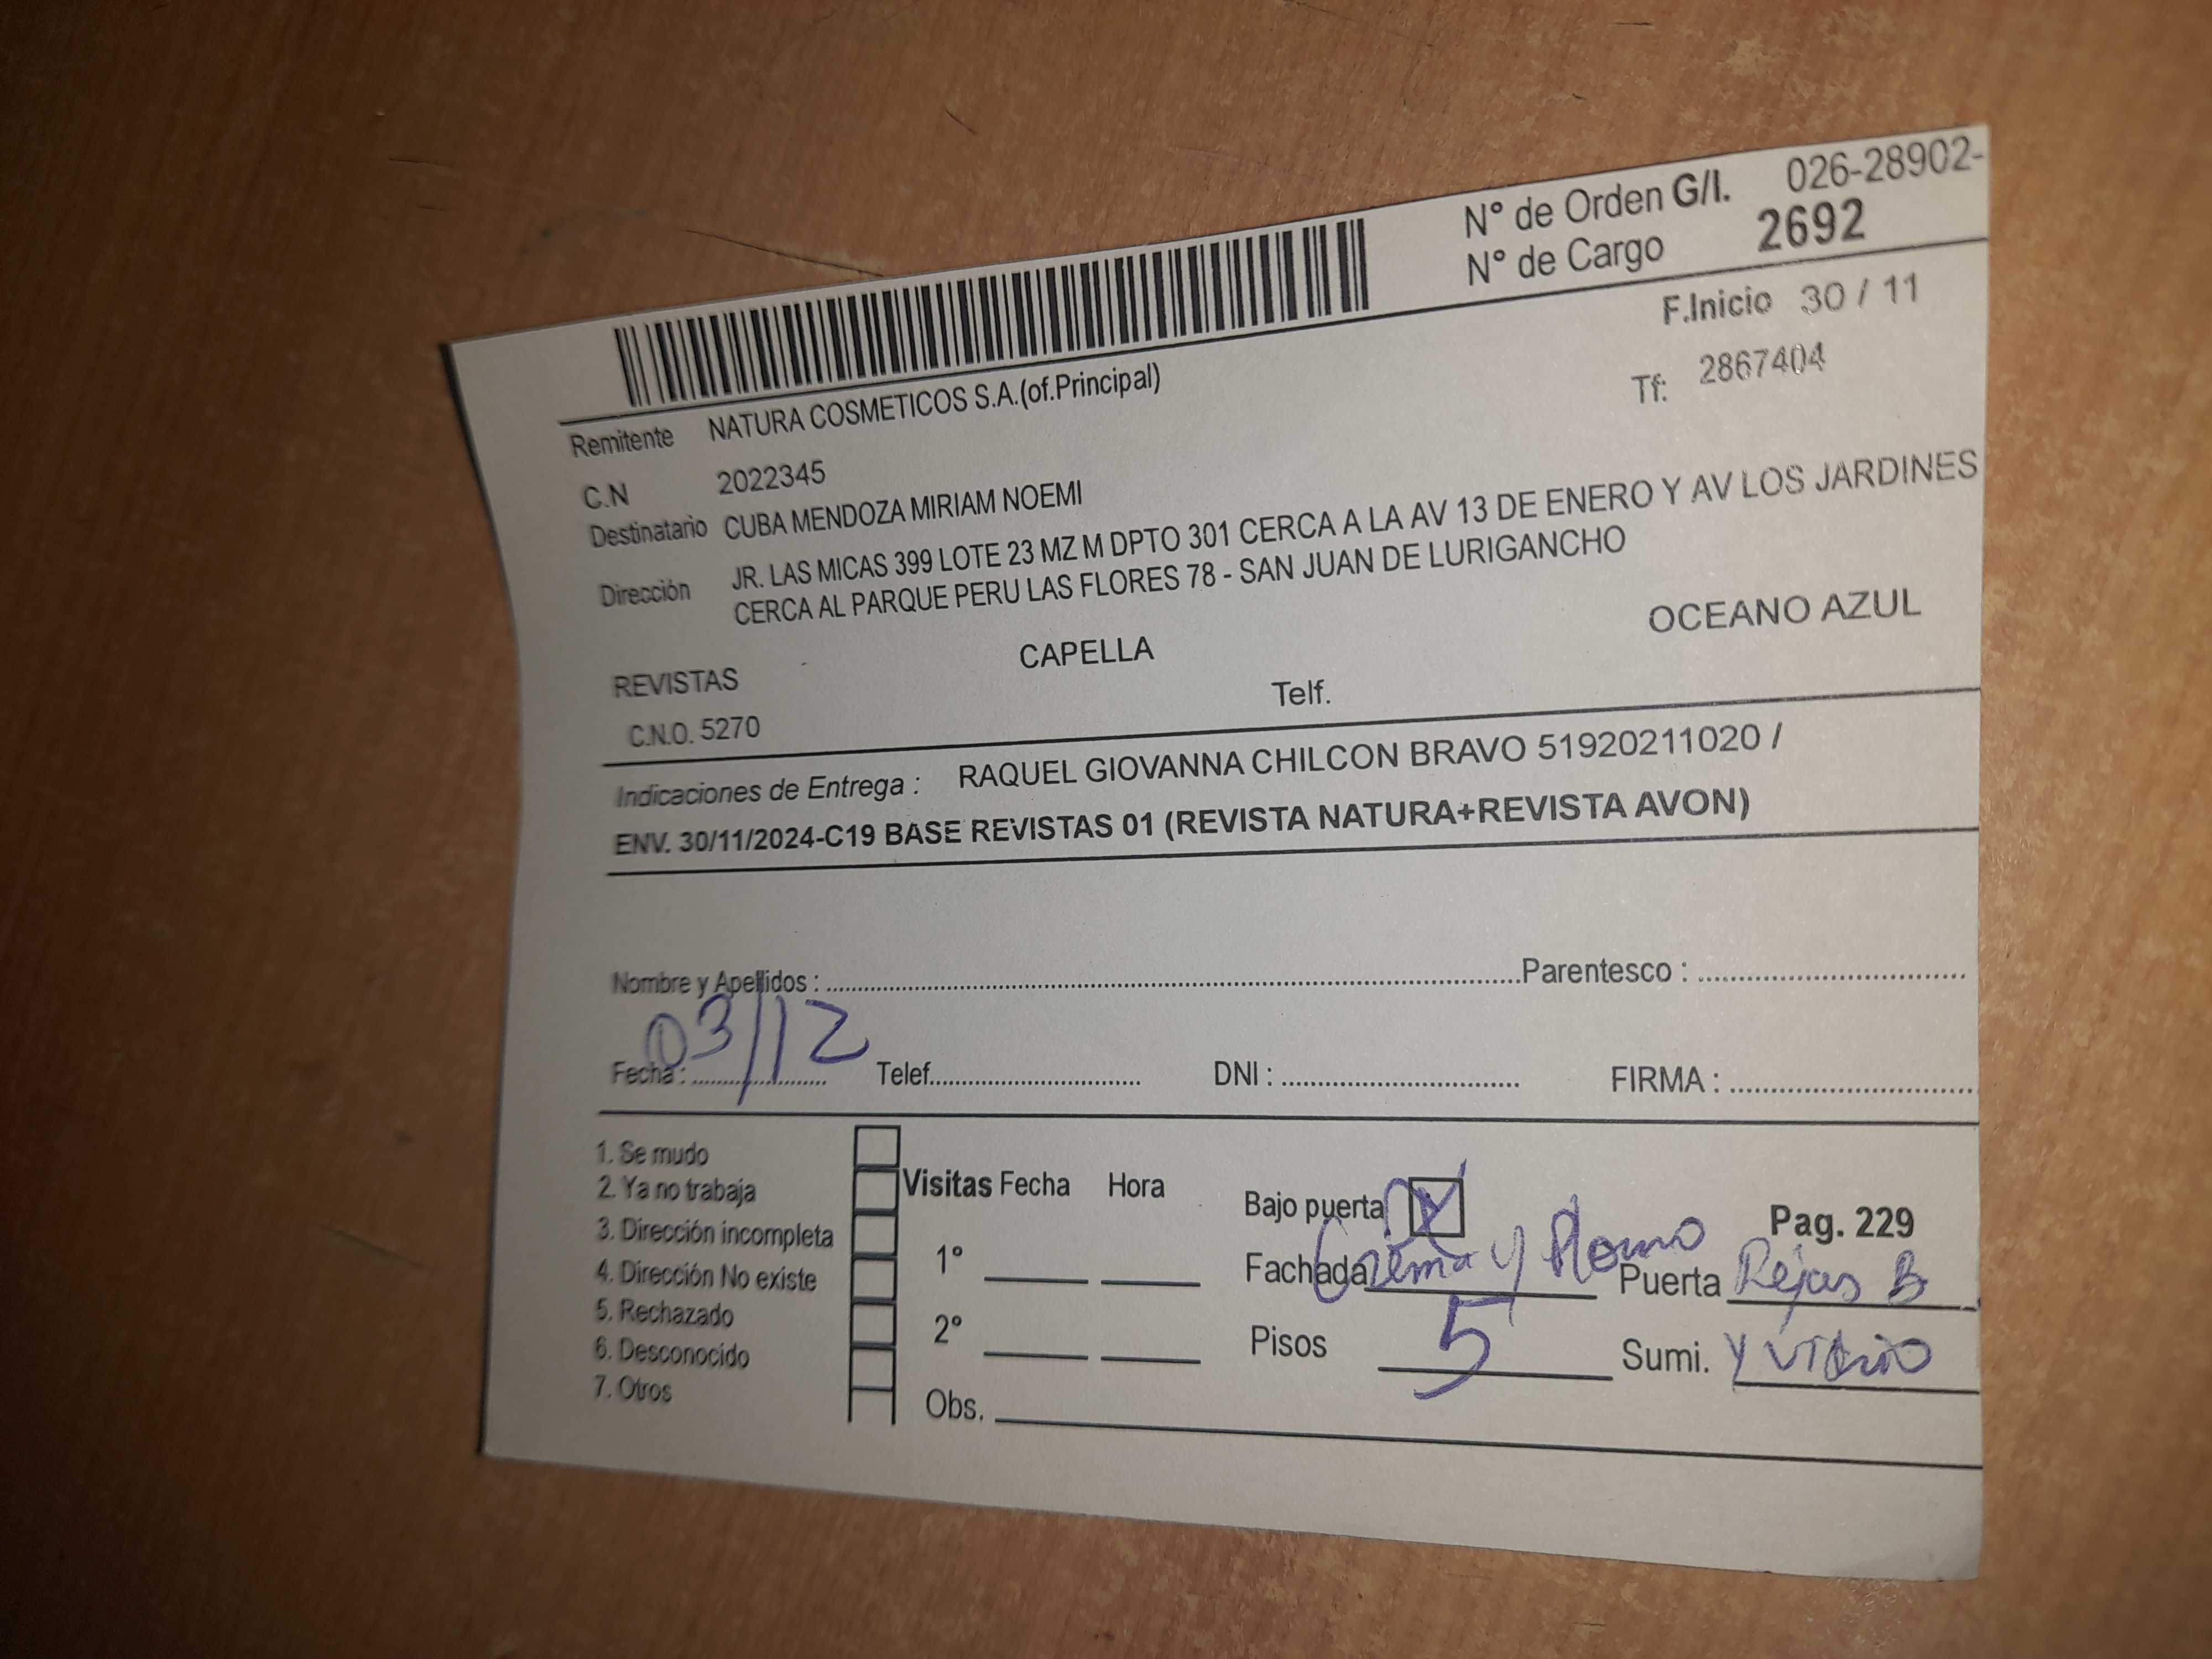 N° de Orden G/I. 026-28902-
N° de Cargo 2692
F.Inicio 30 / 11
Remitente NATURA COSMETICOS S.A.(of.Principal)
Tf: 2867404
C.N 2022345
Destinatario CUBA MENDOZA MIRIAM NOEMI
Dirección JR. LAS MICAS 399 LOTE 23 MZ M DPTO 301 CERCA A LA AV 13 DE ENERO Y AV LOS JARDINES
CERCA AL PARQUE PERU LAS FLORES 78 - SAN JUAN DE LURIGANCHO
REVISTAS CAPELLA OCEANO AZUL
C.N.O. 5270 Telf.
Indicaciones de Entrega : RAQUEL GIOVANNA CHILCON BRAVO 51920211020 /
ENV. 30/11/2024-C19 BASE REVISTAS 01 (REVISTA NATURA+REVISTA AVON)
Nombre y Apellidos : Parentesco :
Fecha : 03/12 Telef. DNI : FIRMA :
1. Se mudo
2. Ya no trabaja
3. Dirección incompleta
4. Dirección No existe
5. Rechazado
6. Desconocido
7. Otros
Visitas Fecha Hora
1°
2°
Obs.
Bajo puerta X Pag. 229
Fachada Crema y Plomo Puerta Rejas B
Pisos 5 Sumi. y vidrio